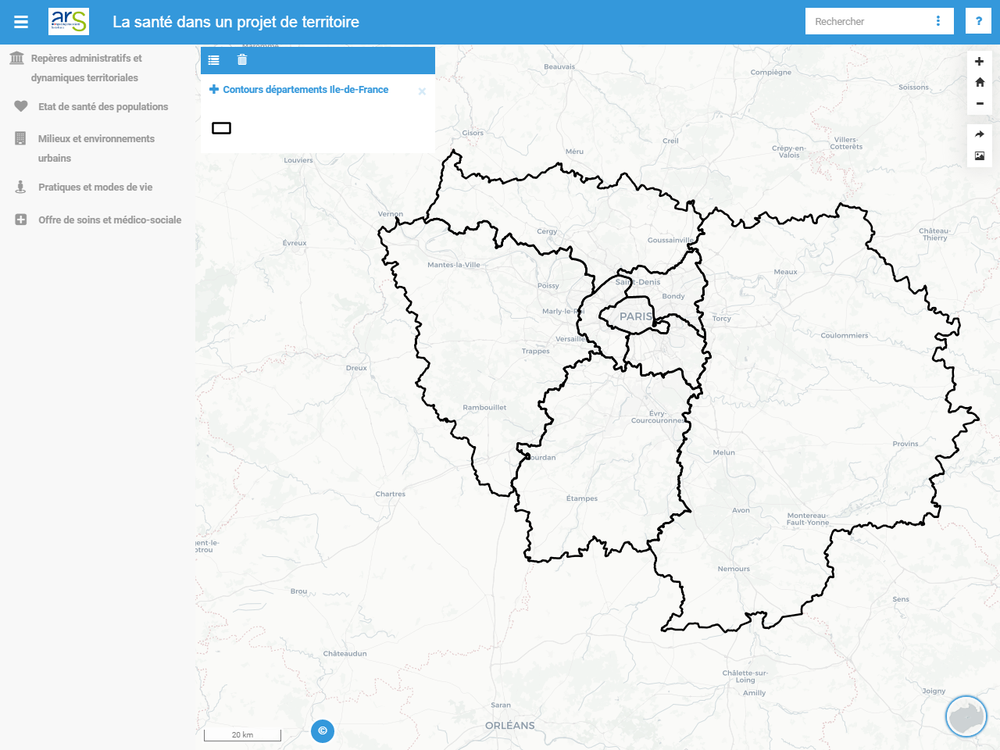 ars
La santé dans un projet de territoire
Rechercher
?
Repères administratifs et
dynamiques territoriales
Etat de santé des populations
Milieux et environnements
urbains
Pratiques et modes de vie
Offre de soins et médico-sociale
Contours départements Ile-de-France
×
Beauvais
Compiègne
Soissons
Gisors
Creil
Villers-
Cotterêts
Méru
Crépy-en-
Valois
Louviers
Vernon
Cergy
Goussainville
Château-
Thierry
Évreux
Mantes-la-Ville
Meaux
Poissy
Saint-Denis
Bondy
Marly-le-Roi
PARIS
Torcy
Coulommiers
Versailles
Trappes
Dreux
Rambouillet
Évry-
Courcouronnes
Provins
Melun
Dourdan
Chartres
Étampes
Avon
Montereau-
Fault-Yonne
Nemours
Brou
Sens
Châteaudun
Châlette-sur-
Loing
Amilly
Joigny
Saran
ORLÉANS
20 km
©